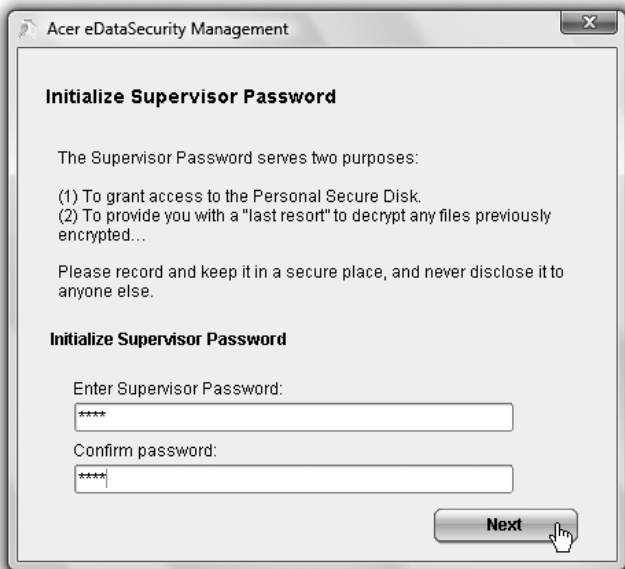 Acer eDataSecurity Management
x
Initialize Supervisor Password
The Supervisor Password serves two purposes:
(1) To grant access to the Personal Secure Disk.
(2) To provide you with a "last resort" to decrypt any files previously
encrypted...
Please record and keep it in a secure place, and never disclose it to
anyone else.
Initialize Supervisor Password
Enter Supervisor Password:
****
Confirm password:
****
Next